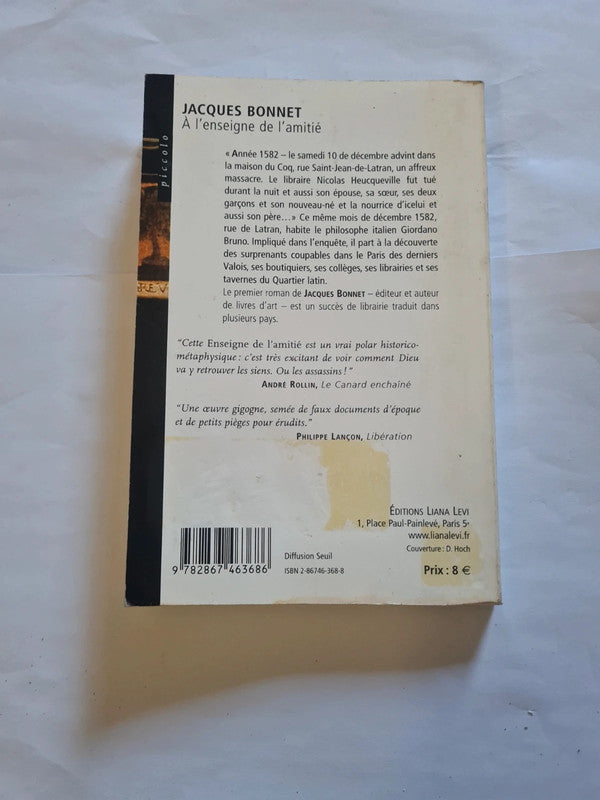 JACQUES BONNET
À l'enseigne de l'amitié
piccolo
« Année 1582 – le samedi 10 de décembre advint dans
la maison du Coq, rue Saint-Jean-de-Latran, un affreux
massacre. Le libraire Nicolas Heucqueville fut tué
durant la nuit et aussi son épouse, sa sœur, ses deux
garçons et son nouveau-né et la nourrice d'icelui et
aussi son père...» Ce même mois de décembre 1582,
rue de Latran, habite le philosophe italien Giordano
Bruno. Impliqué dans l'enquête, il part à la découverte
des surprenants coupables dans le Paris des derniers
Valois, ses boutiquiers, ses collèges, ses librairies et ses
tavernes du Quartier latin.
Le premier roman de JACQUES BONNET – éditeur et auteur
de livres d'art – est un succès de librairie traduit dans
plusieurs pays.
"Cette Enseigne de l'amitié est un vrai polar historico-
métaphysique : c'est très excitant de voir comment Dieu
va y retrouver les siens. Ou les assassins !"
ANDRÉ ROLLIN, Le Canard enchaîné
"Une œuvre gigogne, semée de faux documents d'époque
et de petits pièges pour érudits."
PHILIPPE LANÇON, Libération
ÉDITIONS LIANA LEVI
1, Place Paul-Painlevé, Paris 5e
www.lianalevi.fr
Couverture : D. Hoch
Prix : 8 €
Diffusion Seuil
ISBN 2-86746-368-8
9 782867 463686